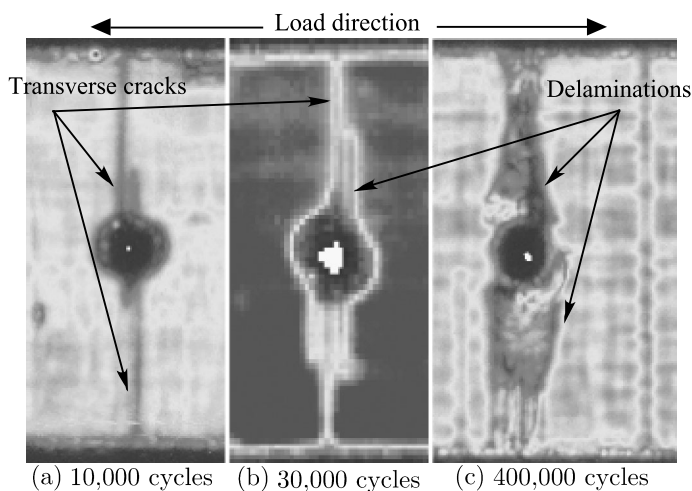 Load direction
Transverse cracks
Delaminations
(a) 10,000 cycles
(b) 30,000 cycles
(c) 400,000 cycles